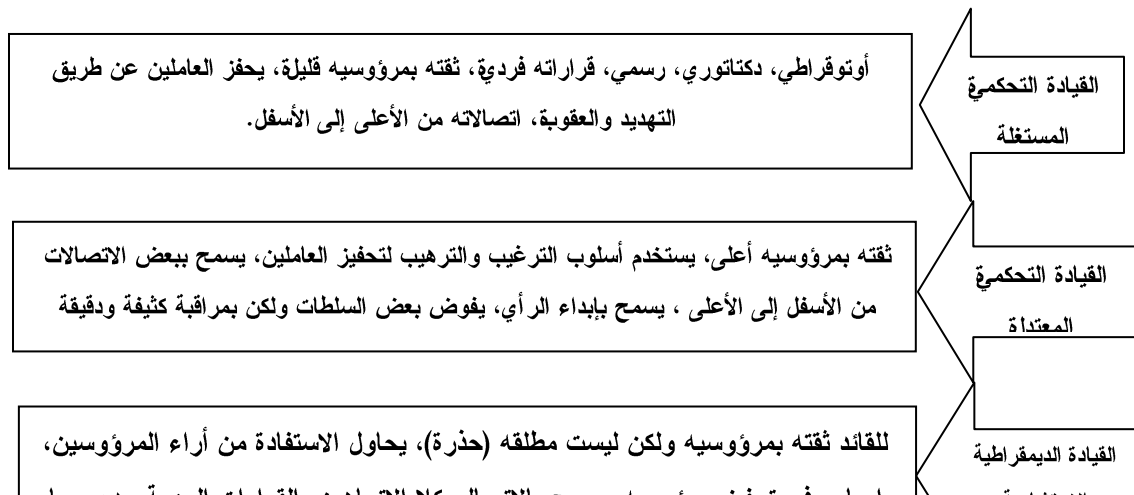 القيادة التحكمية
المستغلة
أوتوقراطي، دكتاتوري، رسمي، قراراته فردية، ثقته بمرؤوسيه قليلة، يحفز العاملين عن طريق
التهديد والعقوبة، اتصالاته من الأعلى إلى الأسفل.
القيادة التحكمية
المعتدلة
ثقته بمرؤوسيه أعلى، يستخدم أسلوب الترغيب والترهيب لتحفيز العاملين، يسمح ببعض الاتصالات
من الأسفل إلى الأعلى ، يسمح بإبداء الرأي، يفوض بعض السلطات ولكن بمراقبة كثيفة ودقيقة
القيادة الديمقراطية
للقائد ثقته بمرؤوسيه ولكن ليست مطلقه (حذرة)، يحاول الاستفادة من أراء المرؤوسين،